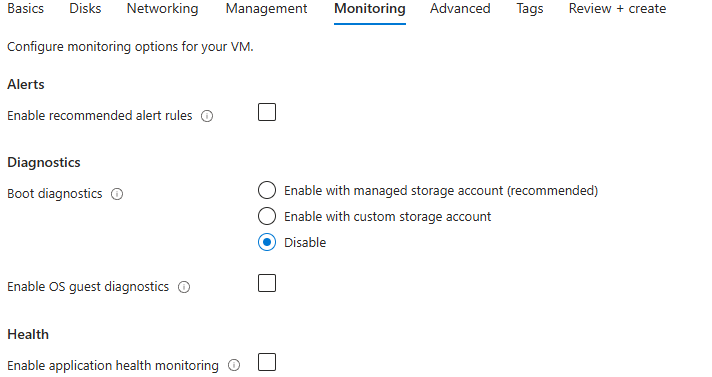 Basics Disks Networking Management Monitoring Advanced Tags Review + create
Configure monitoring options for your VM.
Alerts
Enable recommended alert rules
Diagnostics
Boot diagnostics
Enable with managed storage account (recommended)
Enable with custom storage account
Disable
Enable OS guest diagnostics
Health
Enable application health monitoring